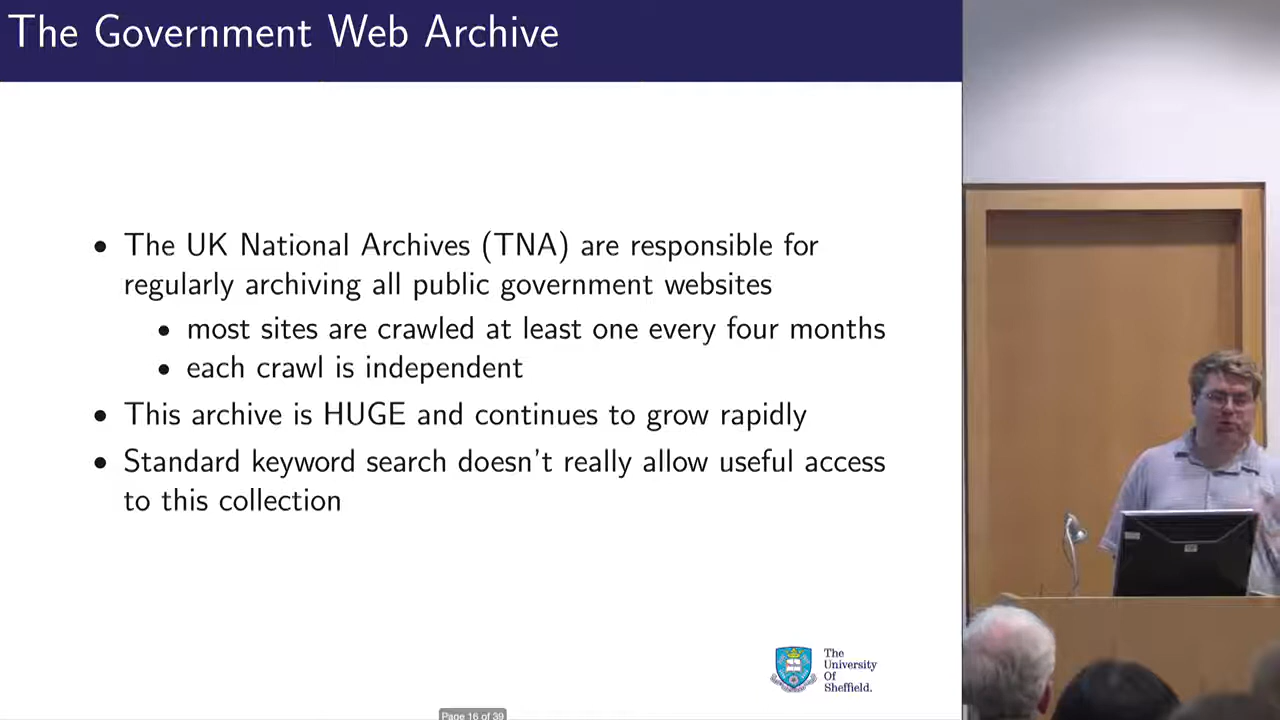 The Government Web Archive
• The UK National Archives (TNA) are responsible for
regularly archiving all public government websites
• most sites are crawled at least one every four months
• each crawl is independent
• This archive is HUGE and continues to grow rapidly
• Standard keyword search doesn't really allow useful access
to this collection
The
University
Of
Sheffield.
Page 16 of 39